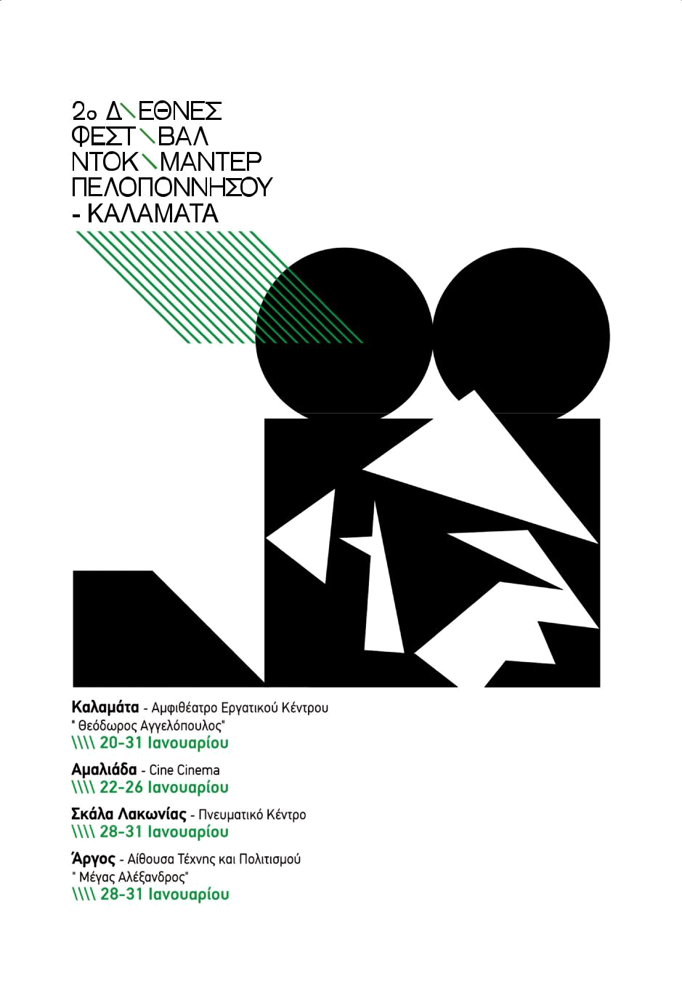 2ο Δ\ΕΘΝΕΣ
ΦΕΣΤ\ΒΑΛ
ΝΤΟΚ\ΜΑΝΤΕΡ
ΠΕΛΟΠΟΝΝΗΣΟΥ
- ΚΑΛΑΜΑΤΑ
Καλαμάτα - Αμφιθέατρο Εργατικού Κέντρου
" Θεόδωρος Αγγελόπουλος"
\\\\ 20-31 Ιανουαρίου
Αμαλιάδα - Cine Cinema
\\\\ 22-26 Ιανουαρίου
Σκάλα Λακωνίας - Πνευματικό Κέντρο
\\\\ 28-31 Ιανουαρίου
Άργος - Αίθουσα Τέχνης και Πολιτισμού
" Μέγας Αλέξανδρος"
\\\\ 28-31 Ιανουαρίου